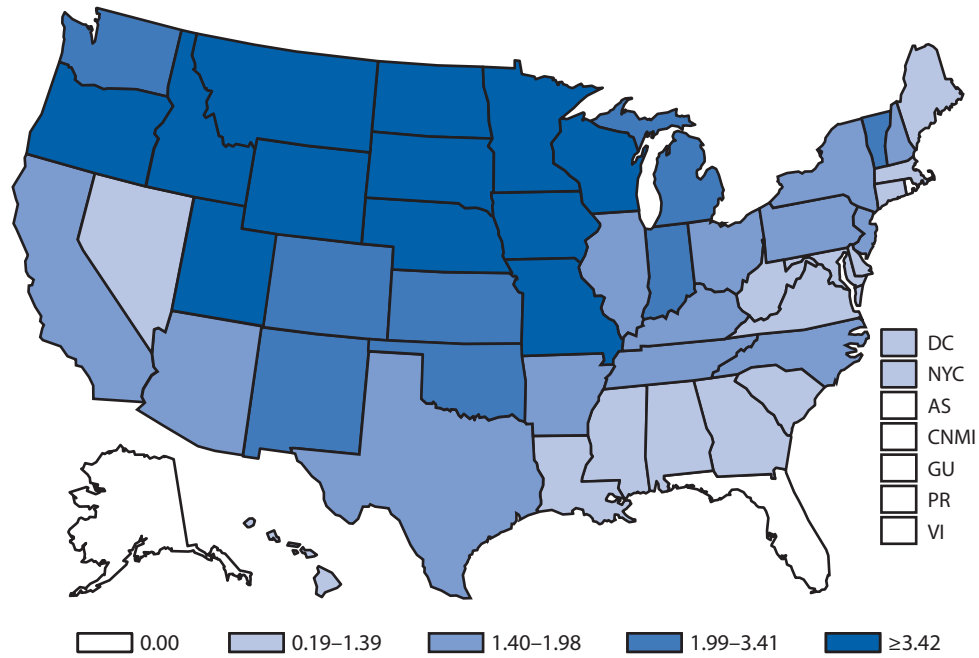 DC
NYC
AS
CNMI
GU
PR
VI
0.00 0.19–1.39 1.40–1.98 1.99–3.41 ≥3.42